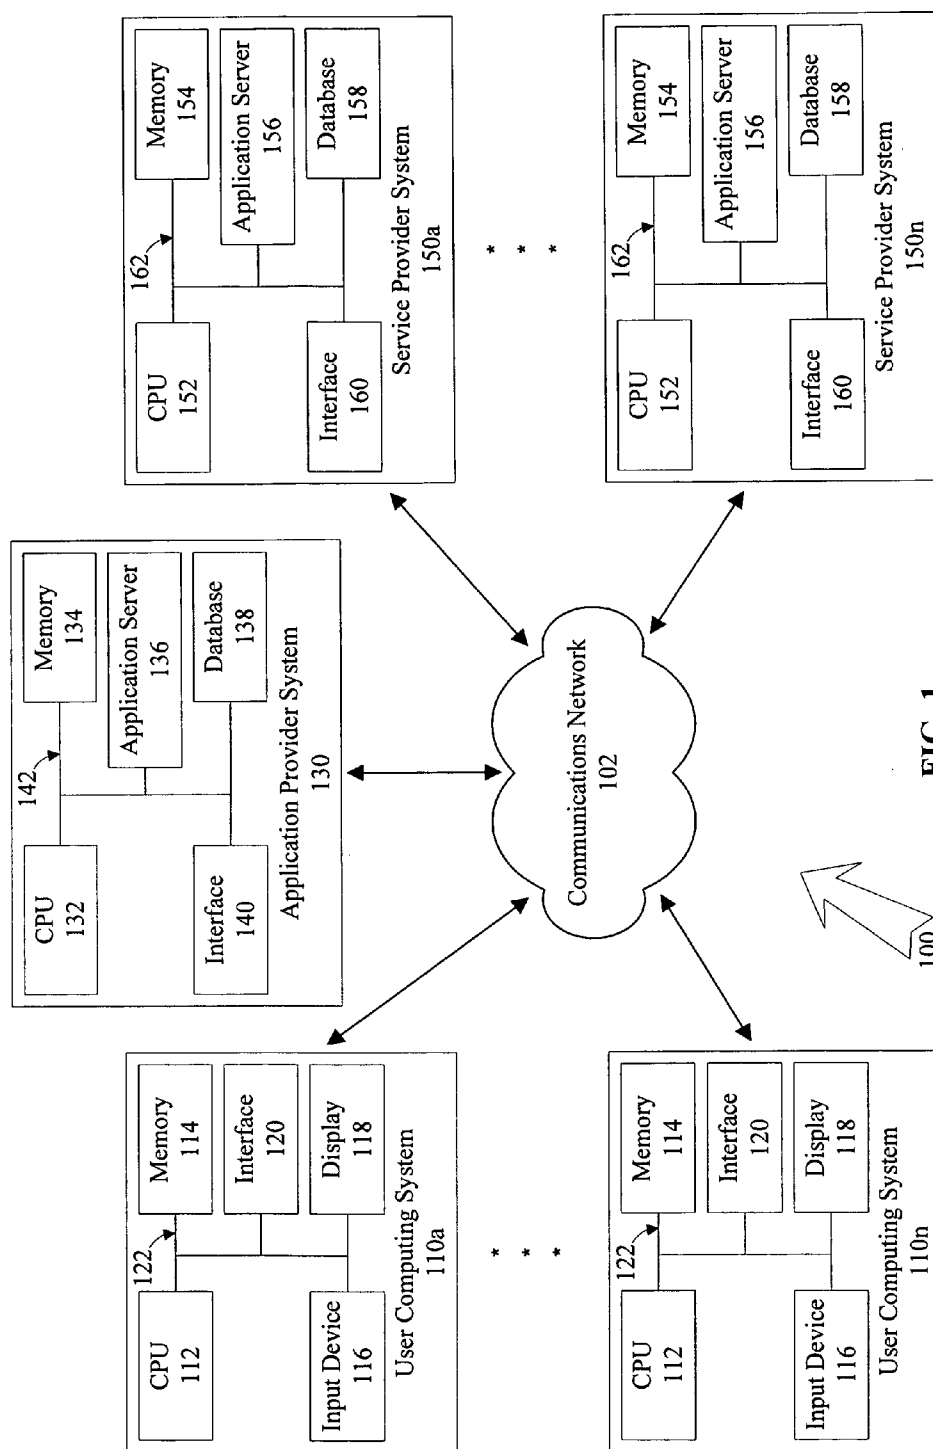 CPU
112
Memory
114
122
Interface
120
Input Device
116
Display
118
User Computing System
110a
*
*
*
CPU
112
Memory
114
122
Interface
120
Input Device
116
Display
118
User Computing System
110n
CPU
132
Memory
134
142
Application Server
136
Interface
140
Database
138
Application Provider System
130
Communications Network
102
100
CPU
152
Memory
154
162
Application Server
156
Interface
160
Database
158
Service Provider System
150a
*
*
*
CPU
152
Memory
154
162
Application Server
156
Interface
160
Database
158
Service Provider System
150n
FIG. 1